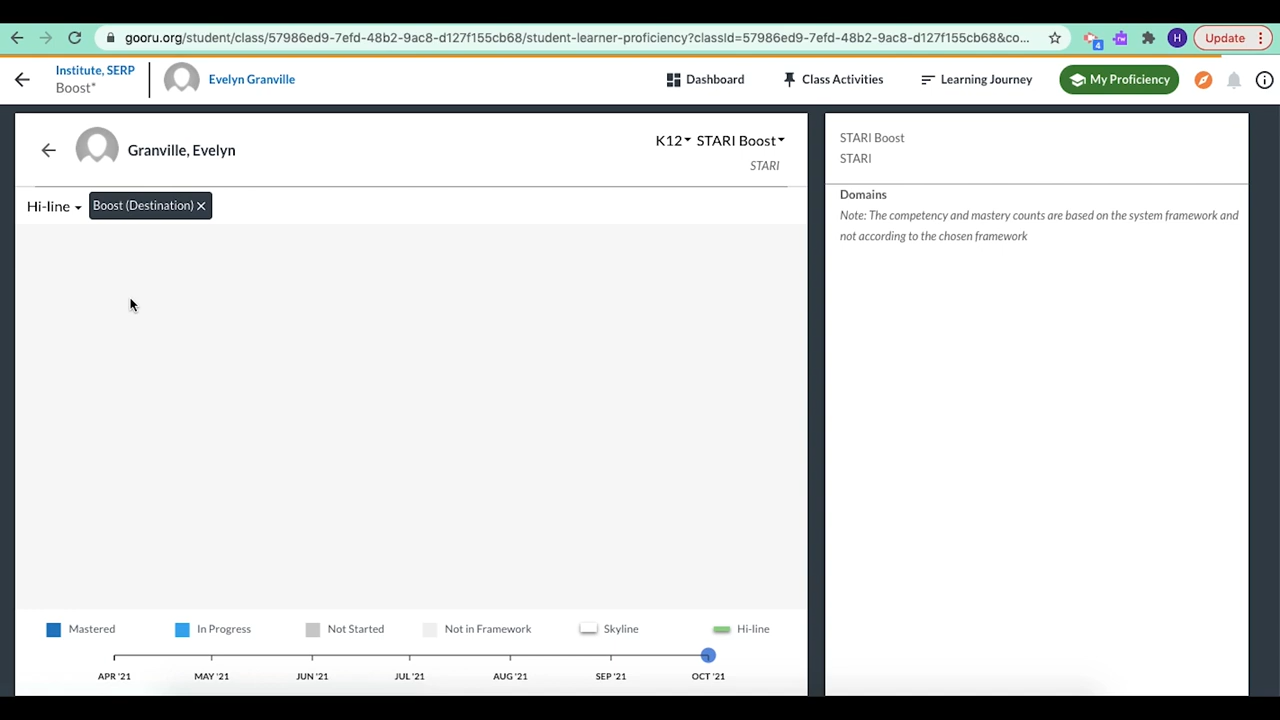 gooru.org/student/class/57986ed9-7efd-48b2-9ac8-d127f155cb68/student-learner-proficiency?classId=57986ed9-7efd-48b2-9ac8-d127f155cb68&co...
4
H
Update
Institute, SERP
Boost*
Evelyn Granville
Dashboard
Class Activities
Learning Journey
My Proficiency
Granville, Evelyn
K12 STARI Boost
STARI
Hi-line
Boost (Destination)
STARI Boost
STARI
Domains
Note: The competency and mastery counts are based on the system framework and
not according to the chosen framework
Mastered
In Progress
Not Started
Not in Framework
Skyline
Hi-line
APR '21
MAY '21
JUN '21
JUL '21
AUG '21
SEP '21
OCT '21